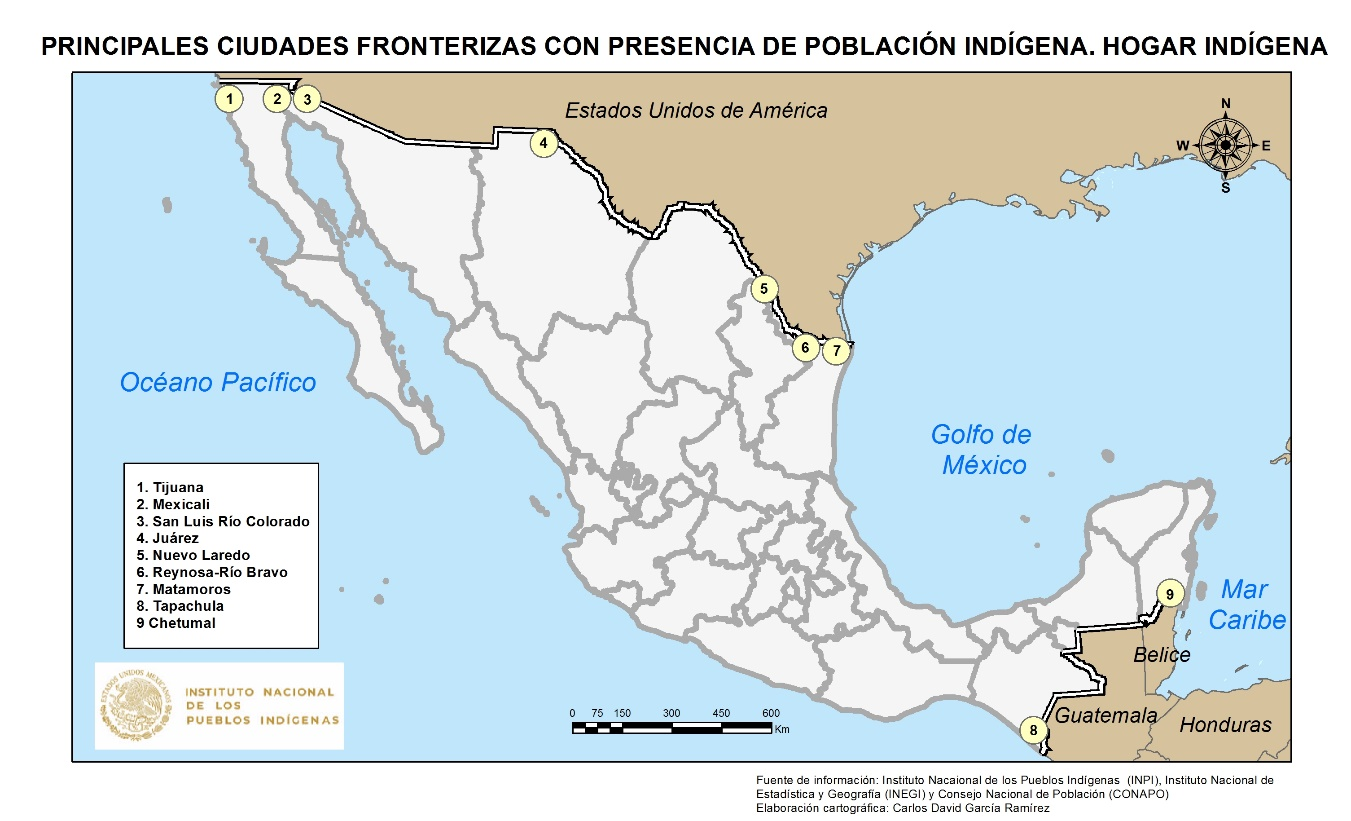 PRINCIPALES CIUDADES FRONTERIZAS CON PRESENCIA DE POBLACIÓN INDÍGENA. HOGAR INDÍGENA
1
2
3
Estados Unidos de América
N
W
E
S
4
5
6
7
Océano Pacífico
Golfo de
México
1. Tijuana
2. Mexicali
3. San Luis Río Colorado
4. Juárez
5. Nuevo Laredo
6. Reynosa-Río Bravo
7. Matamoros
8. Tapachula
9 Chetumal
9
Mar
Caribe
Belice
Guatemala
Honduras
8
ESTADOS UNIDOS MEXICANOS
INSTITUTO NACIONAL
DE LOS
PUEBLOS INDÍGENAS
0 75 150 300 450 600
Km
Fuente de información: Instituto Nacaional de los Pueblos Indígenas (INPI), Instituto Nacional de
Estadística y Geografía (INEGI) y Consejo Nacional de Población (CONAPO)
Elaboración cartográfica: Carlos David García Ramírez